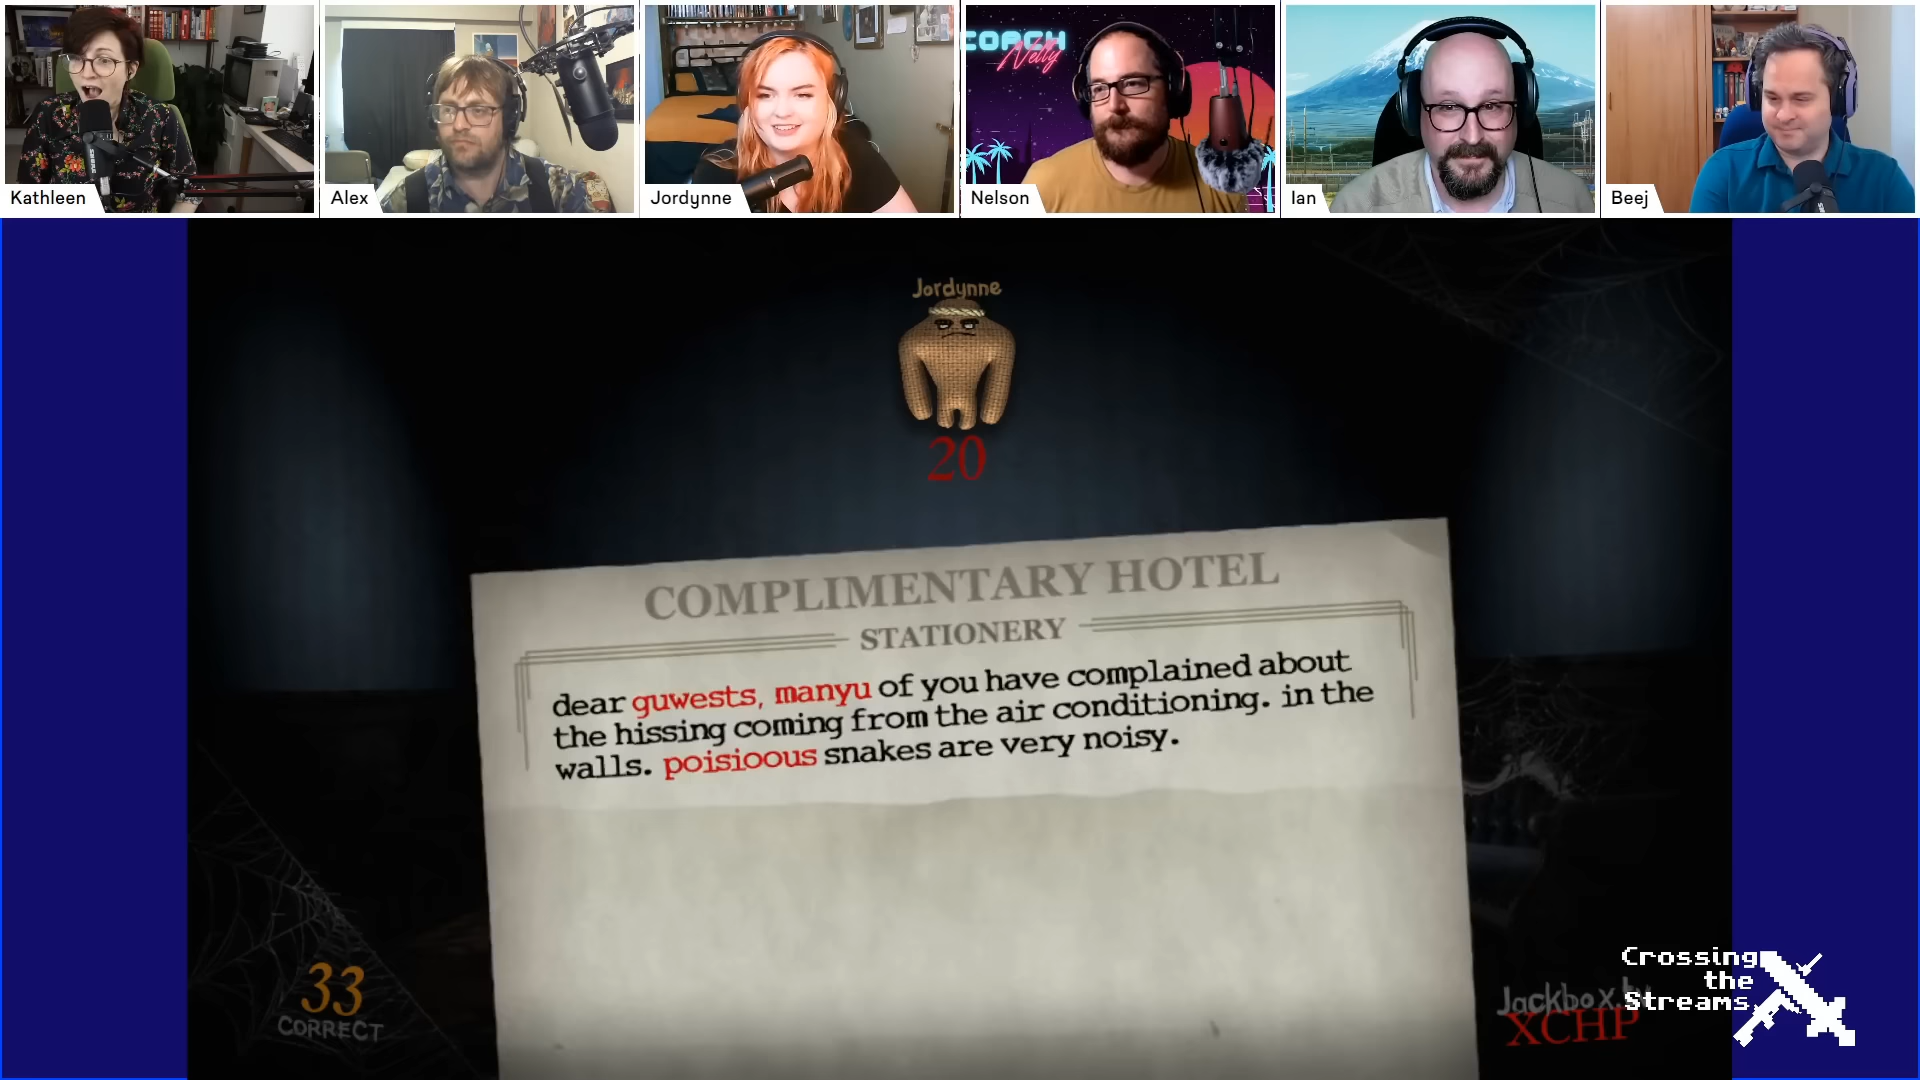 COACH
Nelly
Kathleen
Alex
Jordynne
Nelson
Ian
Beej
Jordynne
20
COMPLIMENTARY HOTEL
STATIONERY
dear guwests, manyu of you have complained about
the hissing coming from the air conditioning. in the
walls. poisioous snakes are very noisy.
33
CORRECT
Crossing
the
Streams
XCHP